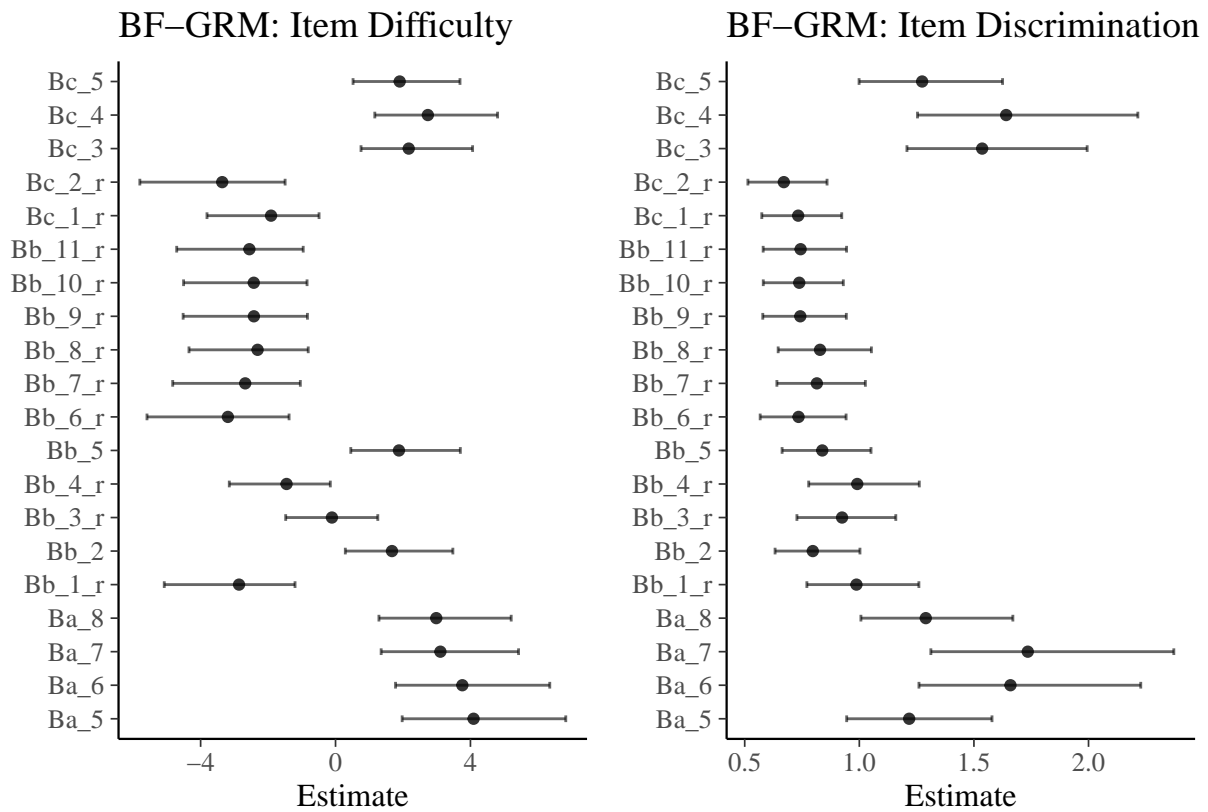 BF−GRM: Item Difficulty
Bc_5
Bc_4
Bc_3
Bc_2_r
Bc_1_r
Bb_11_r
Bb_10_r
Bb_9_r
Bb_8_r
Bb_7_r
Bb_6_r
Bb_5
Bb_4_r
Bb_3_r
Bb_2
Bb_1_r
Ba_8
Ba_7
Ba_6
Ba_5
−4 0 4
Estimate
BF−GRM: Item Discrimination
Bc_5
Bc_4
Bc_3
Bc_2_r
Bc_1_r
Bb_11_r
Bb_10_r
Bb_9_r
Bb_8_r
Bb_7_r
Bb_6_r
Bb_5
Bb_4_r
Bb_3_r
Bb_2
Bb_1_r
Ba_8
Ba_7
Ba_6
Ba_5
0.5 1.0 1.5 2.0
Estimate